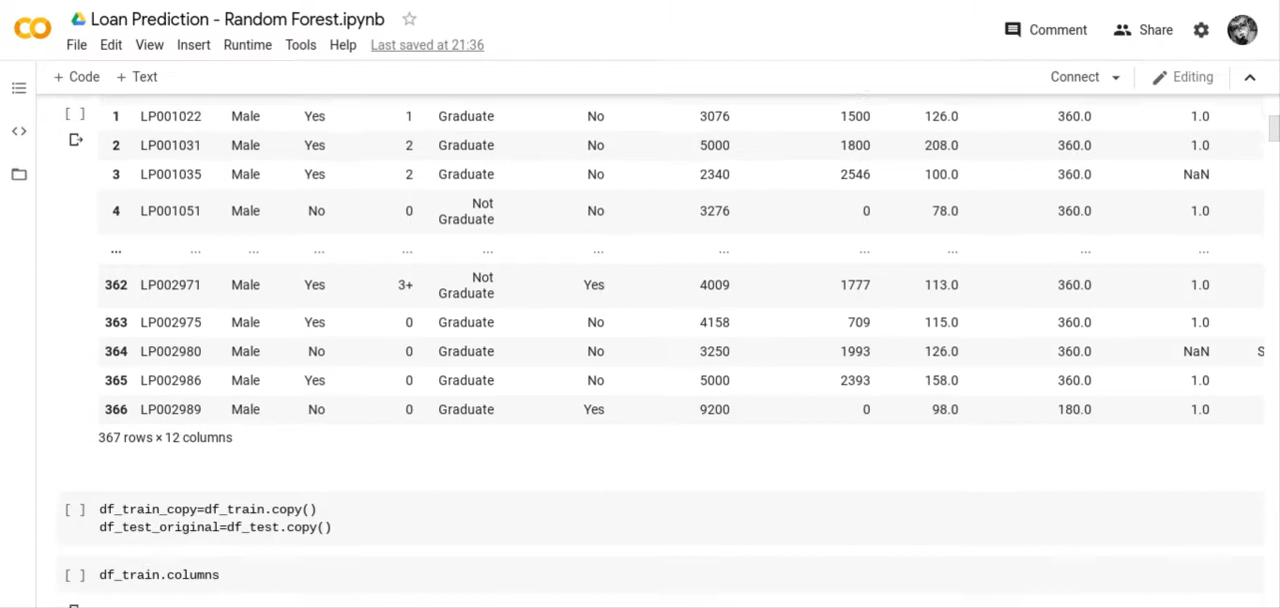 Loan Prediction - Random Forest.ipynb
File Edit View Insert Runtime Tools Help Last saved at 21:36
Comment Share
+ Code + Text Connect Editing
[ ] 1 LP001022 Male Yes 1 Graduate No 3076 1500 126.0 360.0 1.0
2 LP001031 Male Yes 2 Graduate No 5000 1800 208.0 360.0 1.0
3 LP001035 Male Yes 2 Graduate No 2340 2546 100.0 360.0 NaN
4 LP001051 Male No 0 Not Graduate No 3276 0 78.0 360.0 1.0
... ... ... ... ... ... ... ... ... ... ... ...
362 LP002971 Male Yes 3+ Not Graduate Yes 4009 1777 113.0 360.0 1.0
363 LP002975 Male Yes 0 Graduate No 4158 709 115.0 360.0 1.0
364 LP002980 Male No 0 Graduate No 3250 1993 126.0 360.0 NaN S
365 LP002986 Male Yes 0 Graduate No 5000 2393 158.0 360.0 1.0
366 LP002989 Male No 0 Graduate Yes 9200 0 98.0 180.0 1.0
367 rows × 12 columns
[ ] df_train_copy=df_train.copy()
df_test_original=df_test.copy()
[ ] df_train.columns